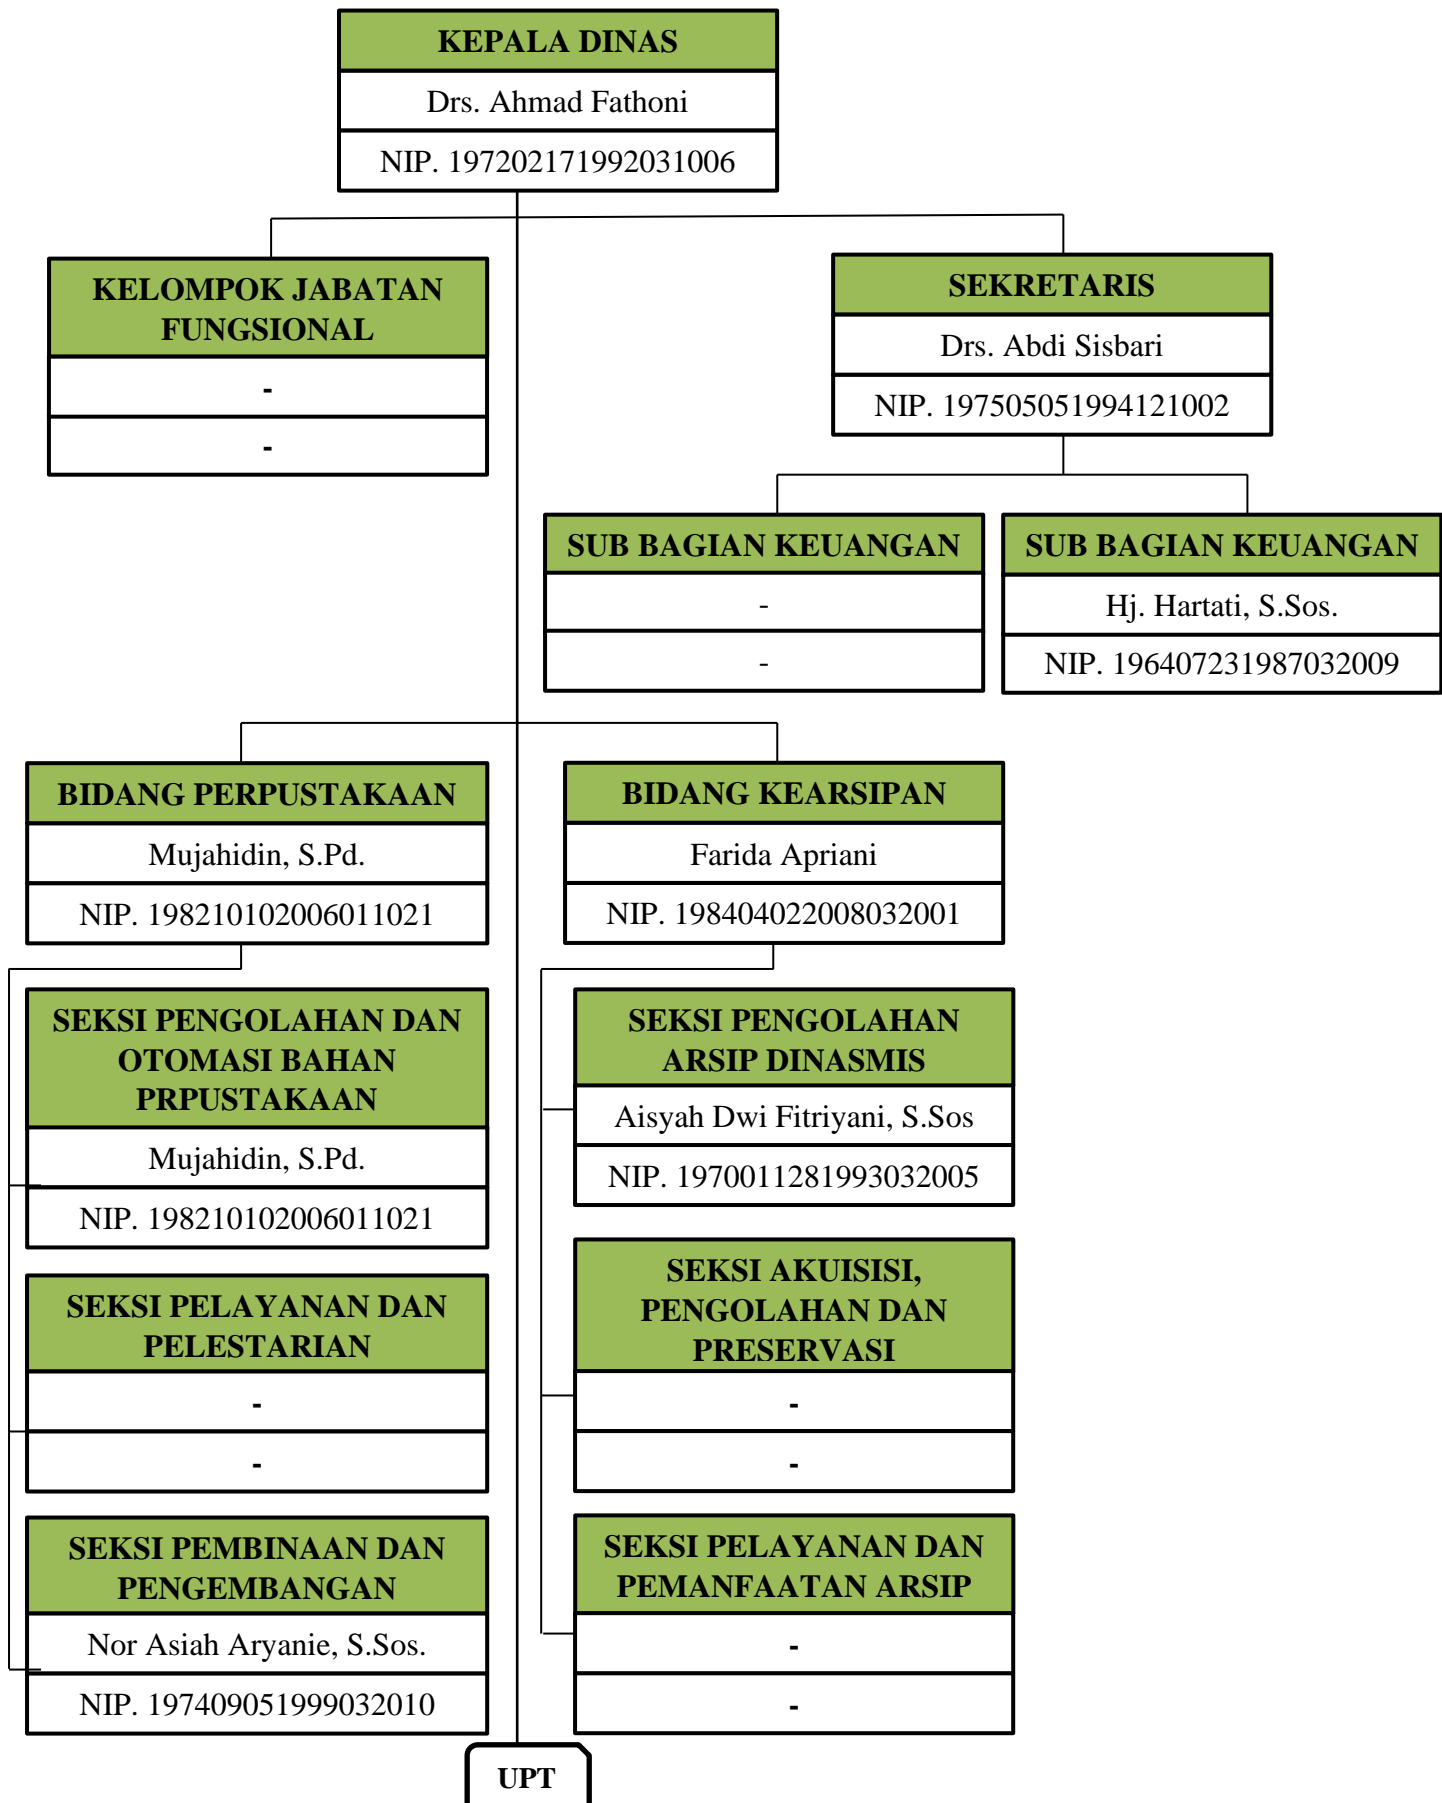 KEPALA DINAS
Drs. Ahmad Fathoni
NIP. 197202171992031006
KELOMPOK JABATAN
FUNGSIONAL
-
-
SEKRETARIS
Drs. Abdi Sisbari
NIP. 197505051994121002
SUB BAGIAN KEUANGAN
-
-
SUB BAGIAN KEUANGAN
Hj. Hartati, S.Sos.
NIP. 196407231987032009
BIDANG PERPUSTAKAAN
Mujahidin, S.Pd.
NIP. 198210102006011021
BIDANG KEARSIPAN
Farida Apriani
NIP. 198404022008032001
SEKSI PENGOLAHAN DAN
OTOMASI BAHAN
PRPUSTAKAAN
Mujahidin, S.Pd.
NIP. 198210102006011021
SEKSI PELAYANAN DAN
PELESTARIAN
-
-
SEKSI PEMBINAAN DAN
PENGEMBANGAN
Nor Asiah Aryanie, S.Sos.
NIP. 197409051999032010
SEKSI PENGOLAHAN
ARSIP DINASMIS
Aisyah Dwi Fitriyani, S.Sos
NIP. 1970011281993032005
SEKSI AKUISISI,
PENGOLAHAN DAN
PRESERVASI
-
-
SEKSI PELAYANAN DAN
PEMANFAATAN ARSIP
-
-
UPT